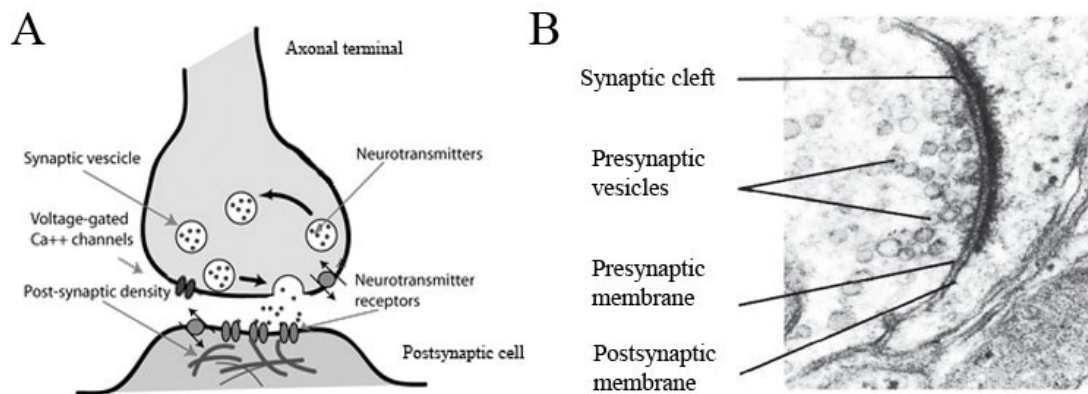 A
Axonal terminal
Synaptic vesicle
Neurotransmitters
Voltage-gated
Ca++ channels
Post-synaptic density
Neurotransmitter
receptors
Postsynaptic cell
B
Synaptic cleft
Presynaptic
vesicles
Presynaptic
membrane
Postsynaptic
membrane